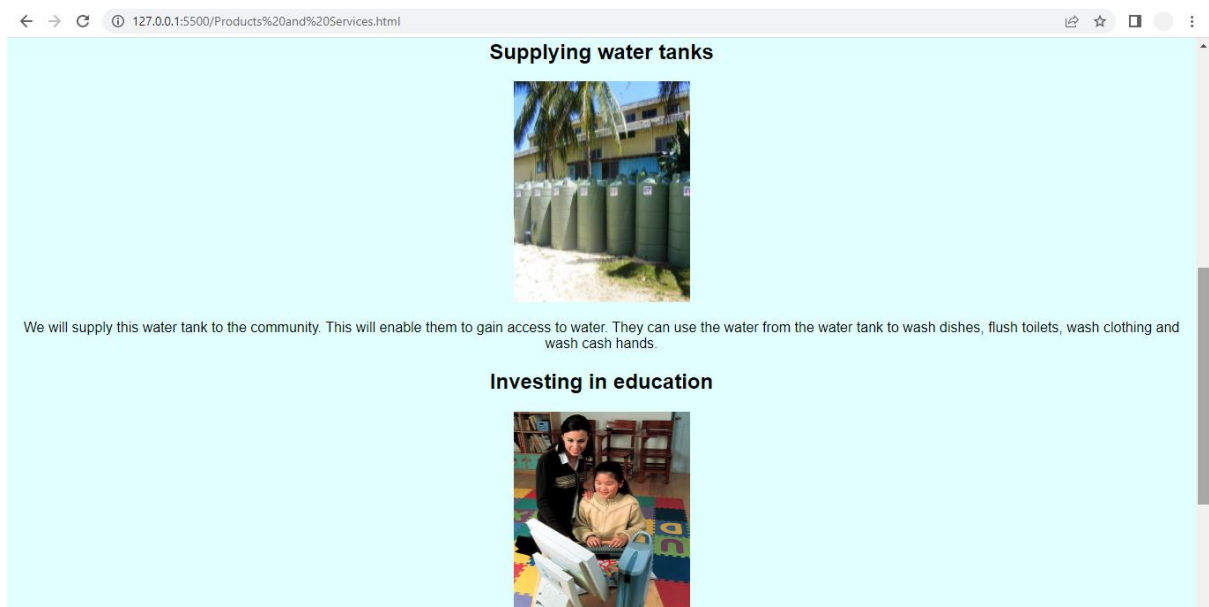 127.0.0.1:5500/Products%20and%20Services.html
Supplying water tanks
We will supply this water tank to the community. This will enable them to gain access to water. They can use the water from the water tank to wash dishes, flush toilets, wash clothing and
wash cash hands.
Investing in education